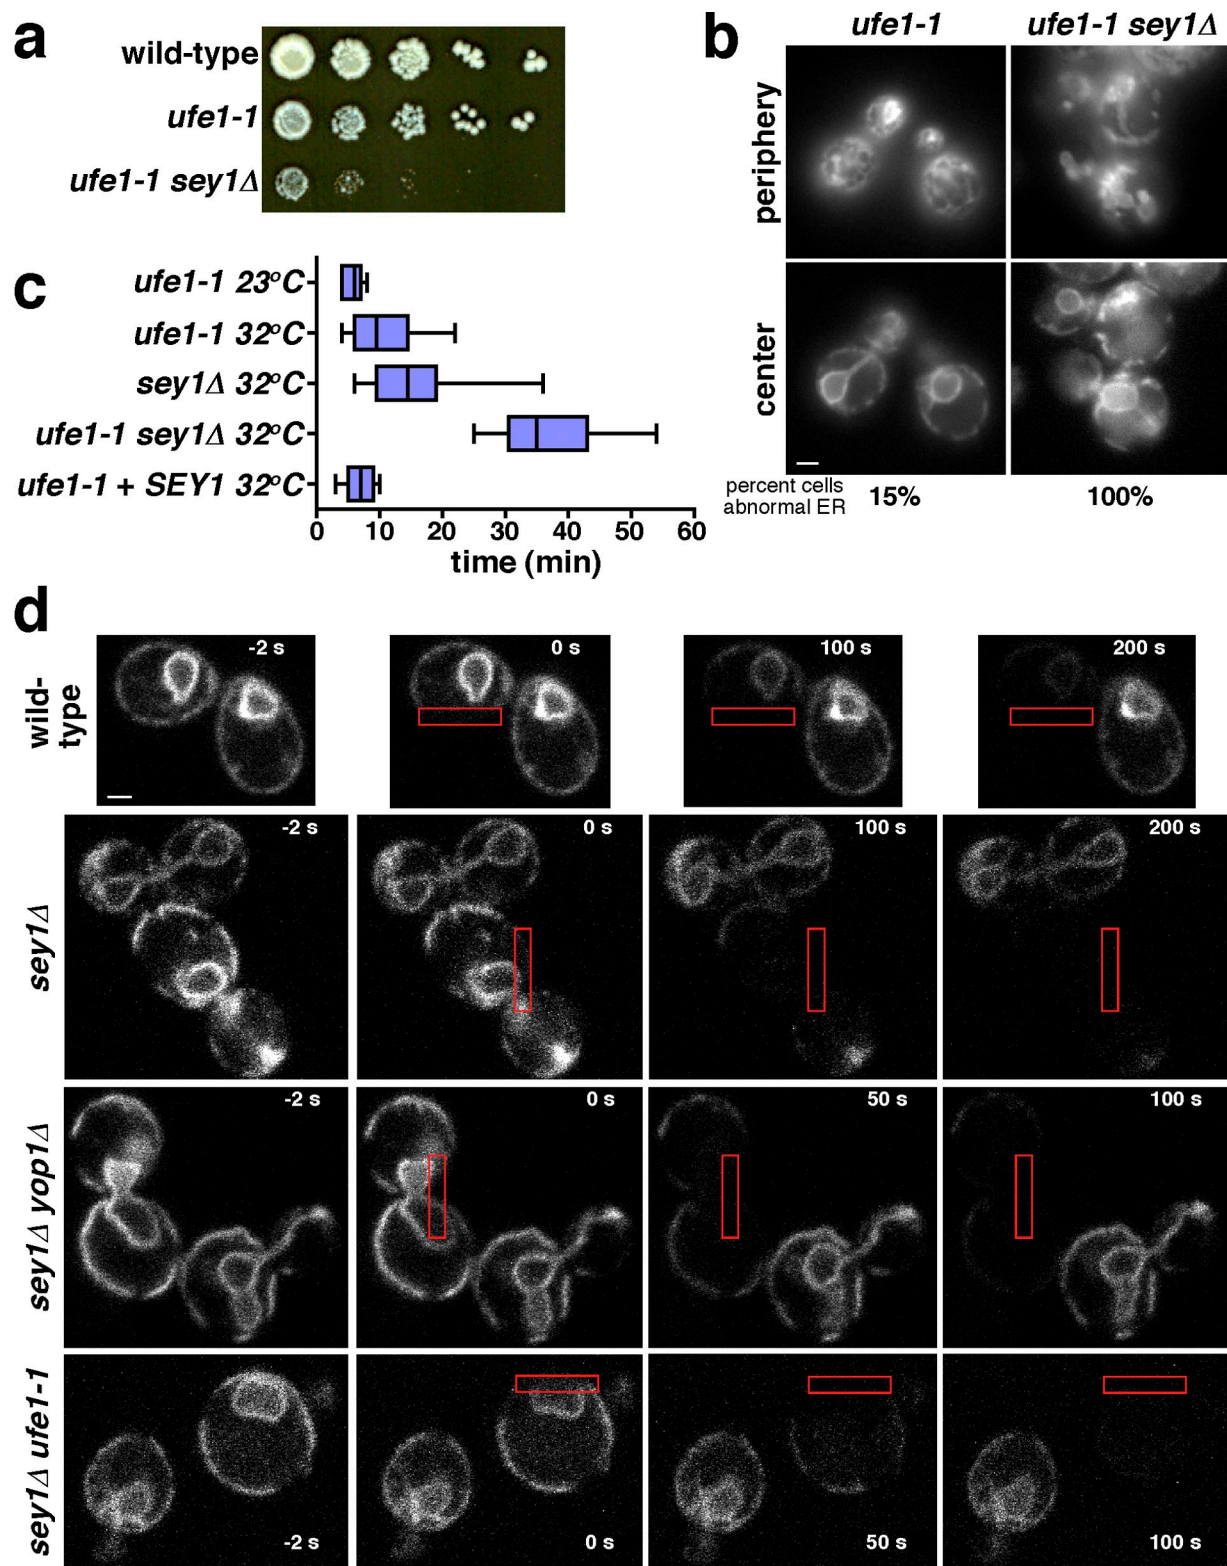 a
wild-type
ufe1-1
ufe1-1 sey1Δ
b
ufe1-1
ufe1-1 sey1Δ
periphery
center
percent cells
abnormal ER
15%
100%
c
ufe1-1 23°C
ufe1-1 32°C
sey1Δ 32°C
ufe1-1 sey1Δ 32°C
ufe1-1 + SEY1 32°C
0 10 20 30 40 50 60
time (min)
d
wild-
type
-2 s
0 s
100 s
200 s
sey1Δ
-2 s
0 s
100 s
200 s
sey1Δ yop1Δ
-2 s
0 s
50 s
100 s
sey1Δ ufe1-1
-2 s
0 s
50 s
100 s